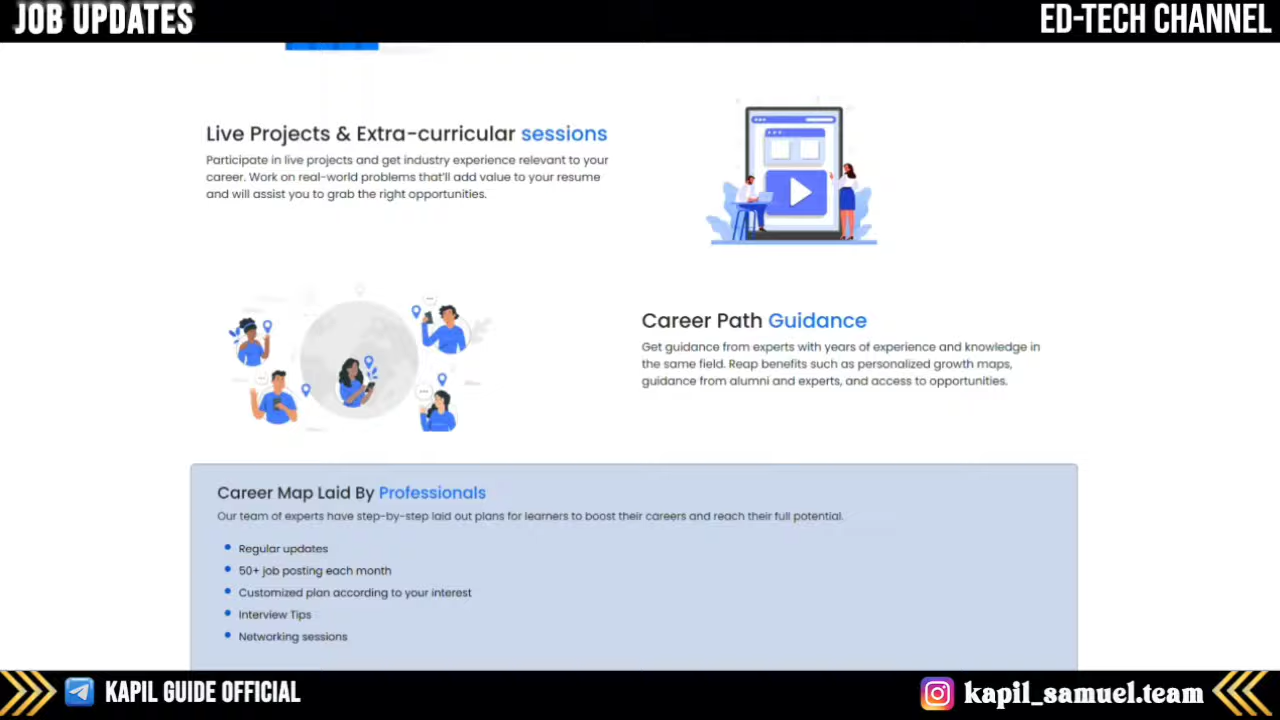 JOB UPDATES
ED-TECH CHANNEL
Live Projects & Extra-curricular sessions
Participate in live projects and get industry experience relevant to your
career. Work on real-world problems that'll add value to your resume
and will assist you to grab the right opportunities.
Career Path Guidance
Get guidance from experts with years of experience and knowledge in
the same field. Reap benefits such as personalized growth maps,
guidance from alumni and experts, and access to opportunities.
Career Map Laid By Professionals
Our team of experts have step-by-step laid out plans for learners to boost their careers and reach their full potential.
Regular updates
50+ job posting each month
Customized plan according to your interest
Interview Tips
Networking sessions
KAPIL GUIDE OFFICIAL
kapil_samuel.team